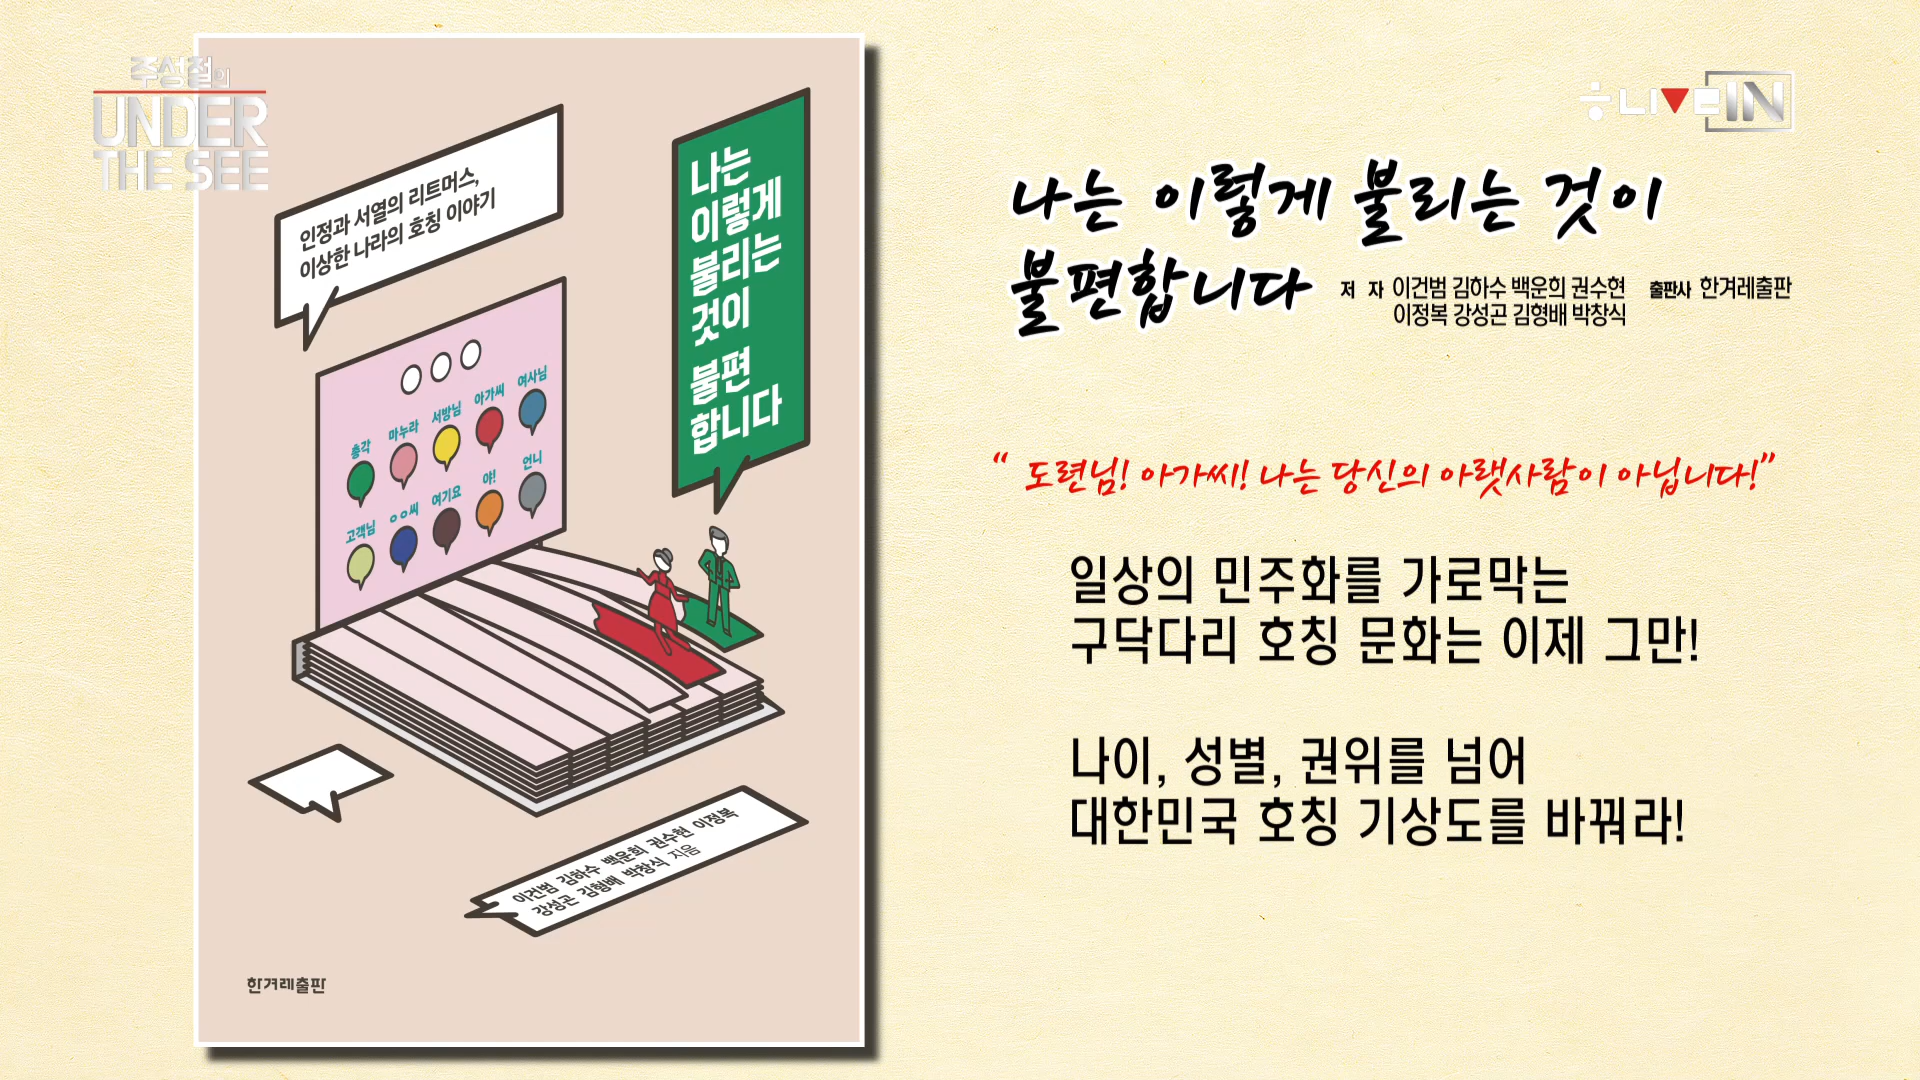 주성철의
UNDER
THE SEE
인정과 서열의 리트머스,
이상한 나라의 호칭 이야기
나는
이렇게
불리는
것이
불편
합니다
총각
마누라
서방님
아가씨
여사님
고객님
ㅇㅇ씨
여기요
야!
언니
이건범 김하수 백운희 권수현 이정복
강성곤 김형배 박창식 지음
한겨레출판
LIVE IN
나는 이렇게 불리는 것이
불편합니다
저 자 이건범 김하수 백운희 권수현 출판사 한겨레출판
이정복 강성곤 김형배 박창식
“ 도련님! 아가씨! 나는 당신의 아랫사람이 아닙니다!”
일상의 민주화를 가로막는
구닥다리 호칭 문화는 이제 그만!
나이, 성별, 권위를 넘어
대한민국 호칭 기상도를 바꿔라!